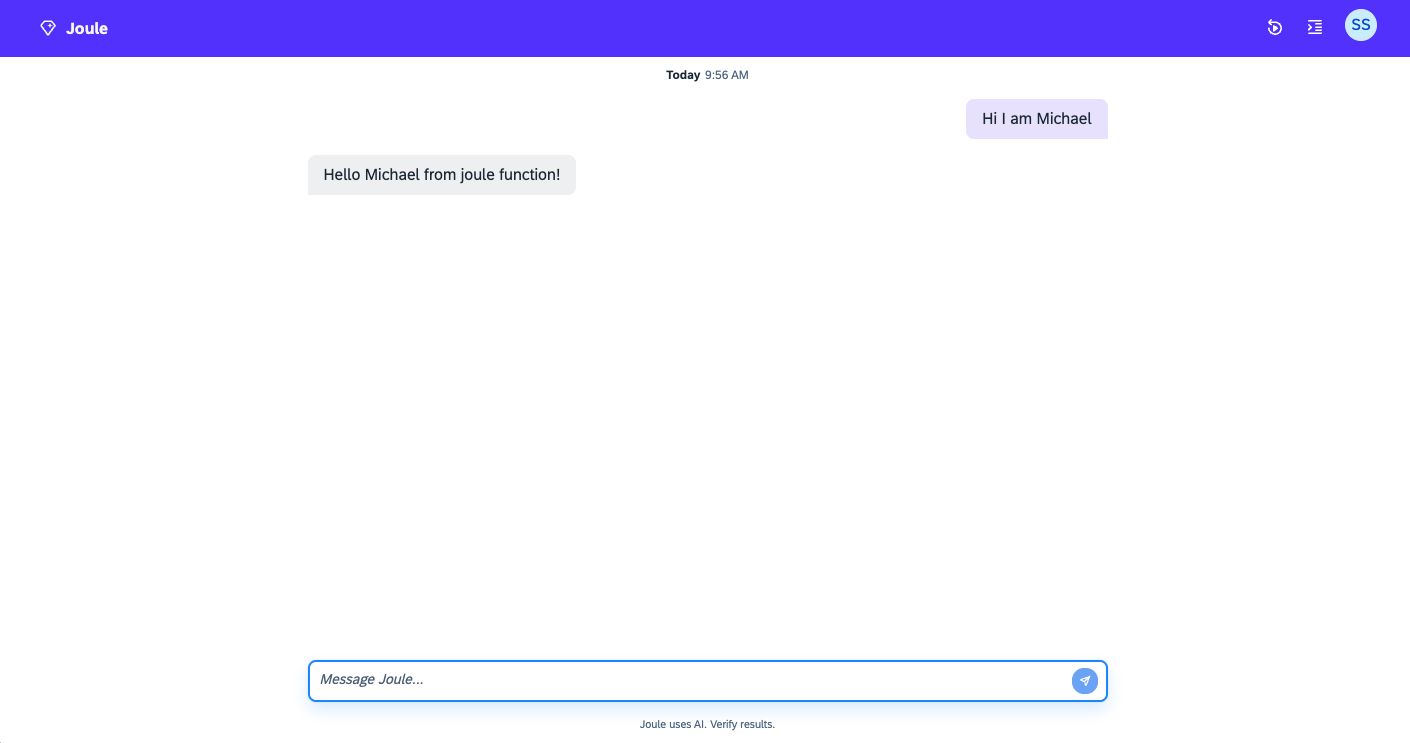 Joule
SS
Today 9:56 AM
Hi I am Michael
Hello Michael from joule function!
Message Joule...
Joule uses AI. Verify results.